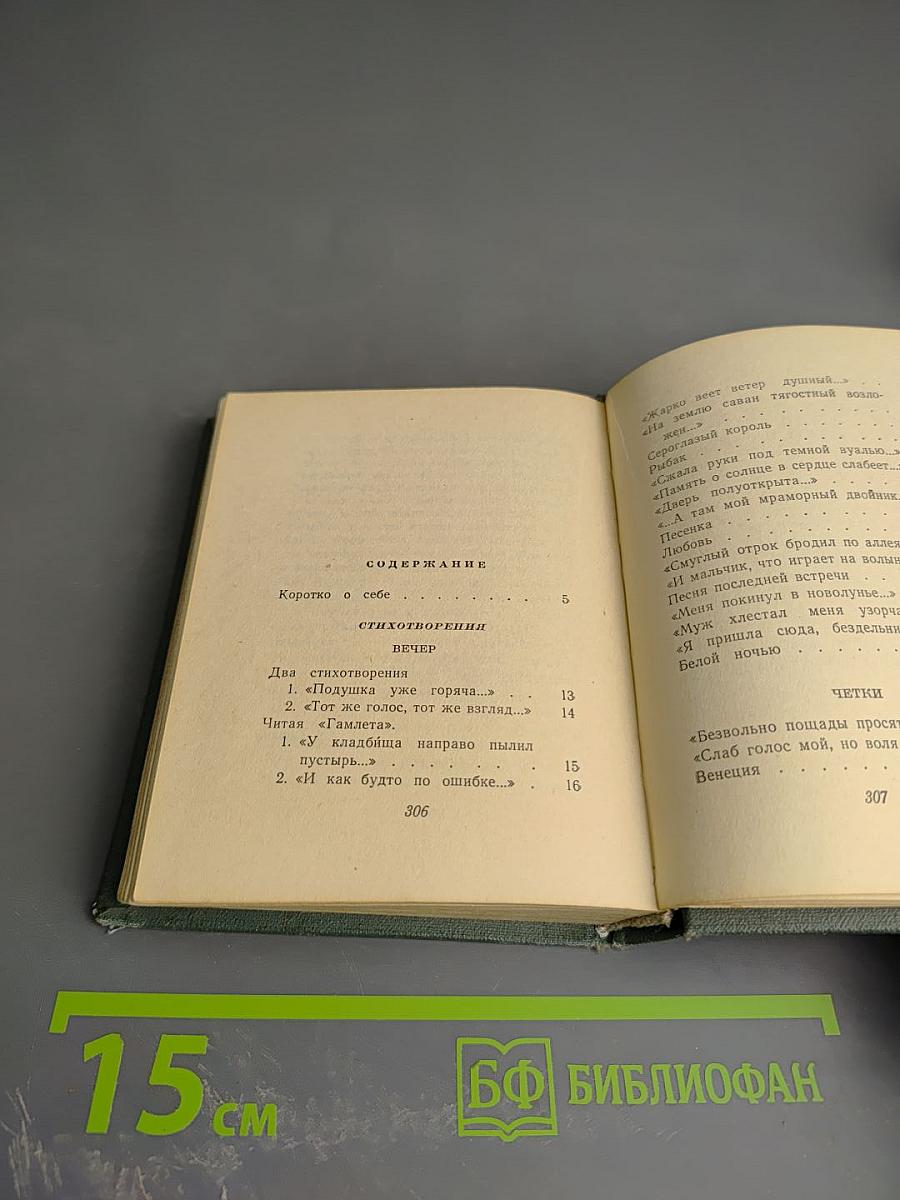 СОДЕРЖАНИЕ
Коротко о себе . . . . . . . . 5
СТИХОТВОРЕНИЯ
ВЕЧЕР
Два стихотворения
1. «Подушка уже горяча...» . . 13
2. «Тот же голос, тот же взгляд...» 14
Читая «Гамлета».
1. «У кладбища направо пылил
пустырь...» . . . . . . . 15
2. «И как будто по ошибке...» . 16
306
«Жарко веет ветер душный...» . .
«На землю саван тягостный возло-
жен...» . . . . . . . . .
Сероглазый король . . . . . .
Рыбак . . . . . . . . . .
«Сжала руки под темной вуалью...»
«Память о солнце в сердце слабеет...»
«Дверь полуоткрыта...» . . . .
«...А там мой мраморный двойник.
Песенка . . . . . . . . .
Любовь . . . . . . . . .
«Смуглый отрок бродил по аллея
«И мальчик, что играет на волын
Песня последней встречи . .
«Меня покинул в новолунье...»
«Муж хлестал меня узорча
«Я пришла сюда, бездельни
Белой ночью . . . . . .
ЧЕТКИ
«Безвольно пощады просят
«Слаб голос мой, но воля
Венеция . . . . . . .
307
15 см
БФ БИБЛИОФАН